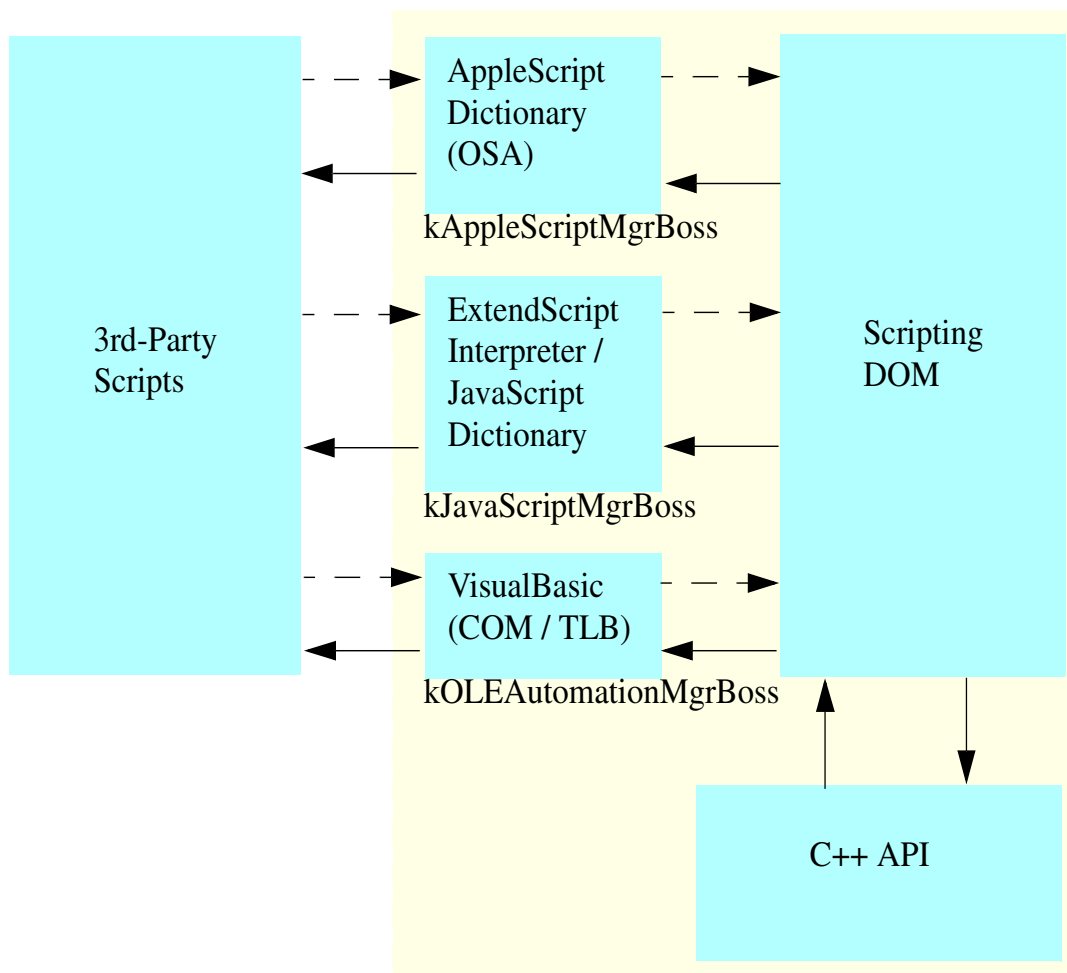 3rd-Party
Scripts
AppleScript
Dictionary
(OSA)
kAppleScriptMgrBoss
ExtendScript
Interpreter /
JavaScript
Dictionary
kJavaScriptMgrBoss
VisualBasic
(COM / TLB)
kOLEAutomationMgrBoss
Scripting
DOM
C++ API